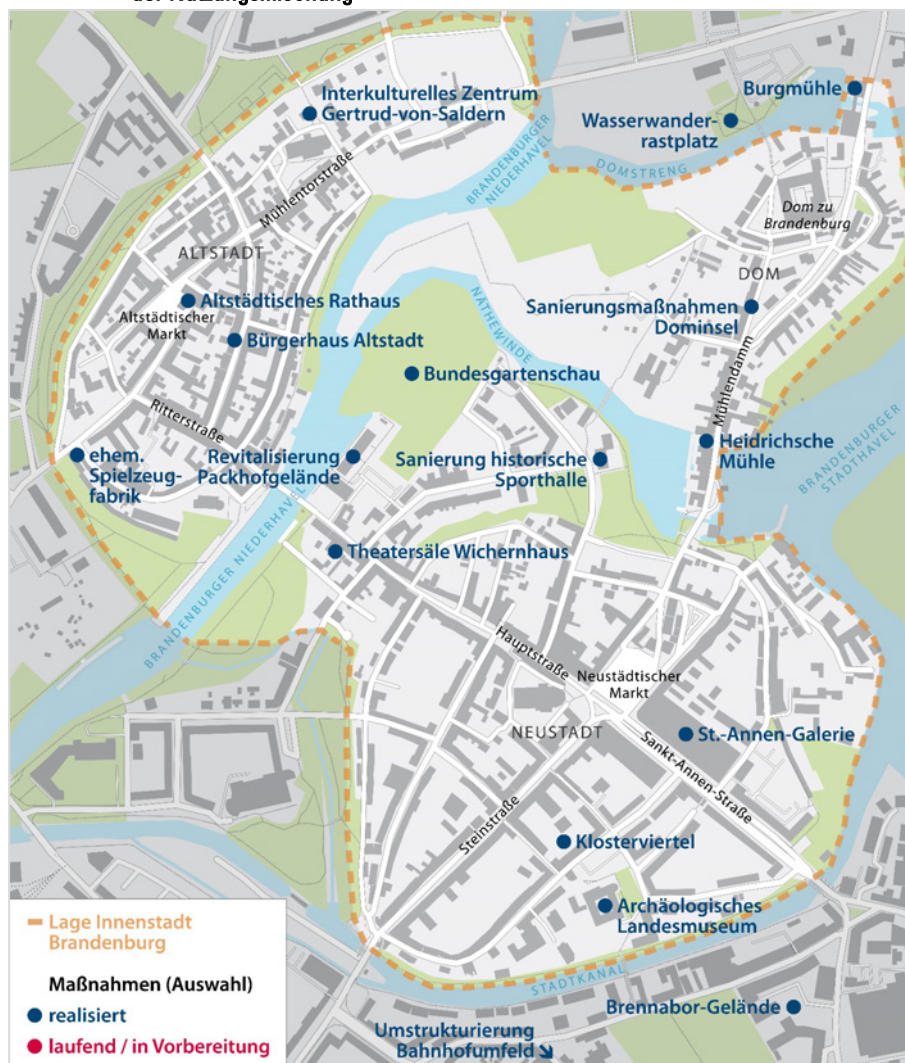 der Nutzungsmischung
Interkulturelles Zentrum
Gertrud-von-Saldern
Burgmühle
Wasserwander-
rastplatz
BRANDENBURGER
NIEDERHAVEL
DOMSTRENG
Mühlentorstraße
Dom zu
Brandenburg
ALTSTADT
DOM
Altstädtisches Rathaus
Altstädtischer
Markt
NÄTHEWINDE
Sanierungsmaßnahmen
Dominsel
Bürgerhaus Altstadt
Bundesgartenschau
Mühlendamm
Ritterstraße
ehem.
Spielzeug-
fabrik
Revitalisierung
Packhofgelände
Sanierung historische
Sporthalle
Heidrichsche
Mühle
BRANDENBURGER
STADTHAVEL
BRANDENBURGER NIEDERHAVEL
Theatersäle Wichernhaus
Hauptstraße
Neustädtischer
Markt
NEUSTADT
St.-Annen-Galerie
Sankt-Annen-Straße
Steinstraße
Klosterviertel
Archäologisches
Landesmuseum
STADTKANAL
Brennabor-Gelände
Umstrukturierung
Bahnhofumfeld
Lage Innenstadt
Brandenburg
Maßnahmen (Auswahl)
realisiert
laufend / in Vorbereitung